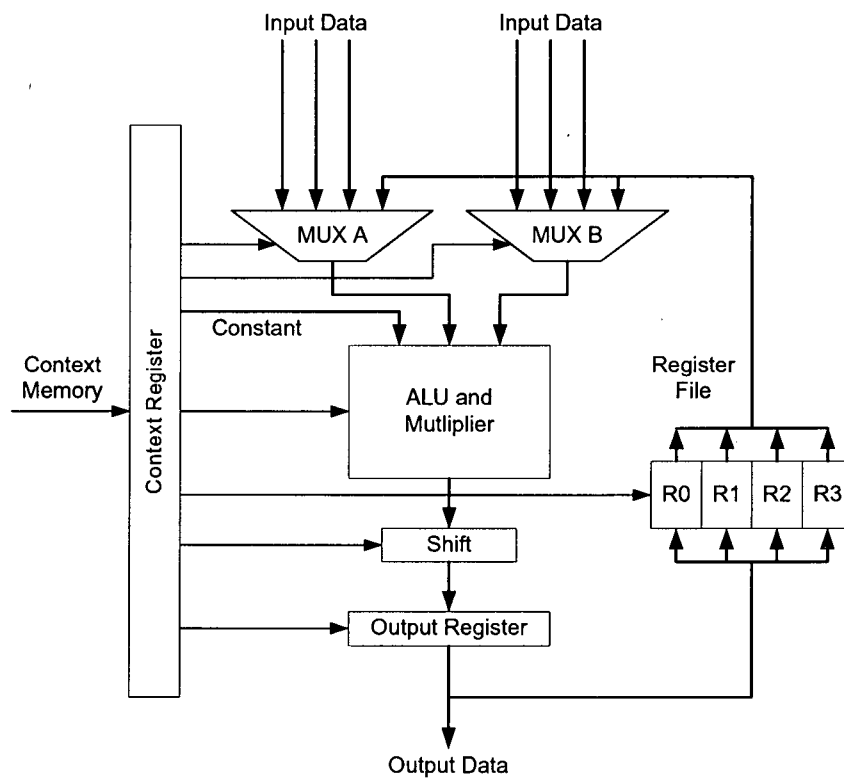 Input Data
Input Data
MUX A
MUX B
Constant
Context
Memory
Context Register
ALU and
Mutliplier
Register
File
R0
R1
R2
R3
Shift
Output Register
Output Data